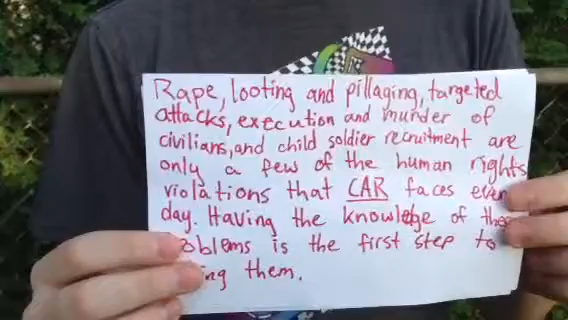 Rape, looting and pillaging, targeted
attacks, execution and murder of
civilians, and child soldier recruitment are
only a few of the human rights
violations that CAR faces
day. Having the knowledge of
is the first step to
them.